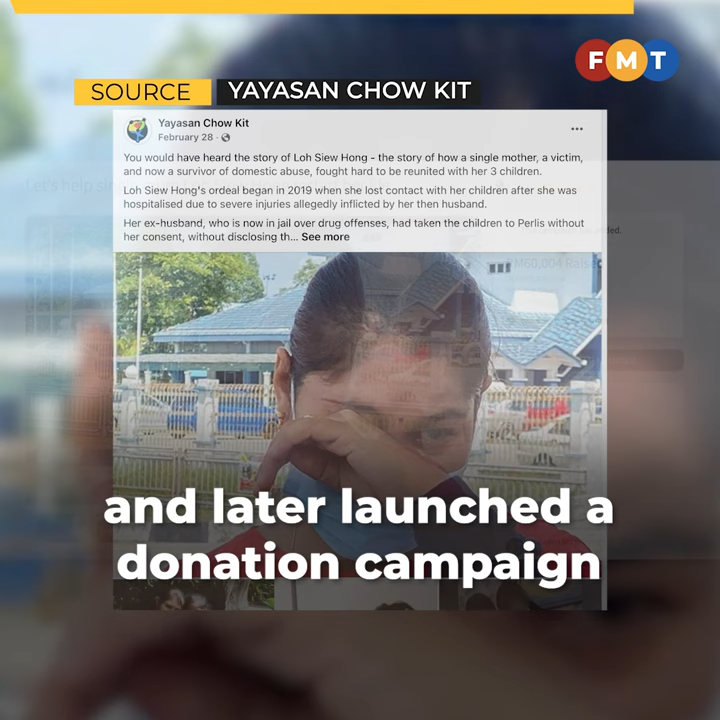 FMT
SOURCE YAYASAN CHOW KIT
Yayasan Chow Kit
February 28 ·
You would have heard the story of Loh Siew Hong - the story of how a single mother, a victim,
and now a survivor of domestic abuse, fought hard to be reunited with her 3 children.
Loh Siew Hong's ordeal began in 2019 when she lost contact with her children after she was
hospitalised due to severe injuries allegedly inflicted by her then husband.
Her ex-husband, who is now in jail over drug offenses, had taken the children to Perlis without
her consent, without disclosing th... See more
and later launched a
donation campaign